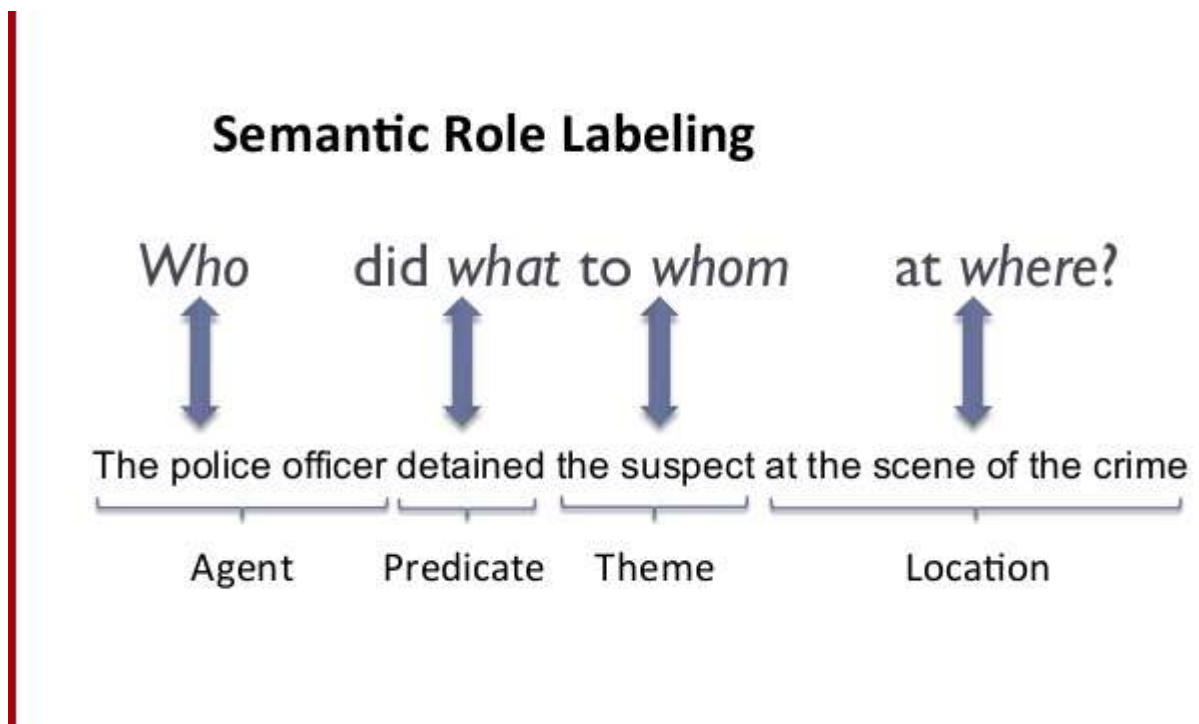 Semantic Role Labeling
Who did what to whom at where?
The police officer detained the suspect at the scene of the crime
Agent Predicate Theme Location